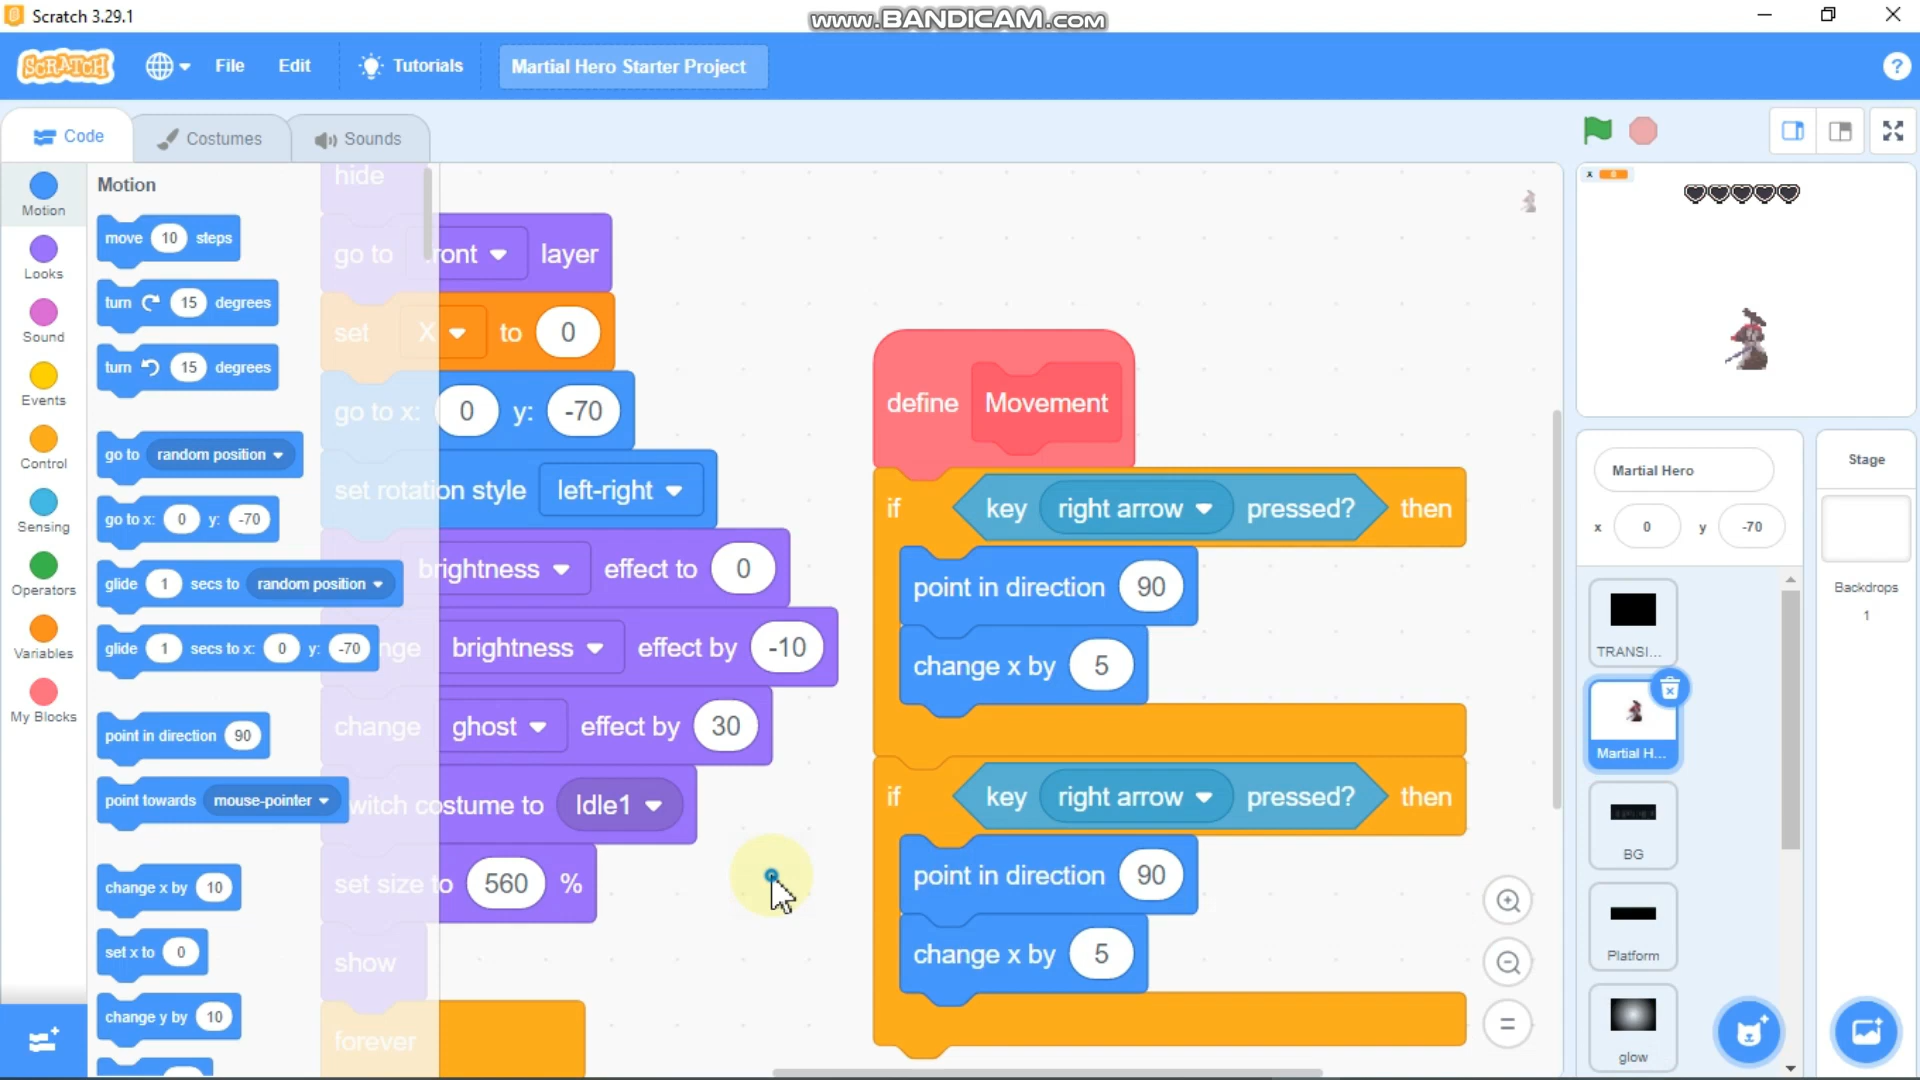 Scratch 3.29.1
www.BANDICAM.com
SCRATCH
File
Edit
Tutorials
Martial Hero Starter Project
?
Code
Costumes
Sounds
Motion
Looks
Sound
Events
Control
Sensing
Operators
Variables
My Blocks
Motion
move 10 steps
turn 15 degrees
turn 15 degrees
go to random position
go to x: 0 y: -70
glide 1 secs to random position
glide 1 secs to x: 0 y: -70
point in direction 90
point towards mouse-pointer
change x by 10
set x to 0
change y by 10
hide
go to ront layer
set X to 0
go to x: 0 y: -70
set rotation style left-right
brightness effect to 0
nge brightness effect by -10
change ghost effect by 30
witch costume to Idle1
set size to 560 %
show
forever
define Movement
if key right arrow pressed? then
point in direction 90
change x by 5
if key right arrow pressed? then
point in direction 90
change x by 5
x 0
Martial Hero
x 0 y -70
Stage
Backdrops
1
TRANSI...
Martial H...
BG
Platform
glow